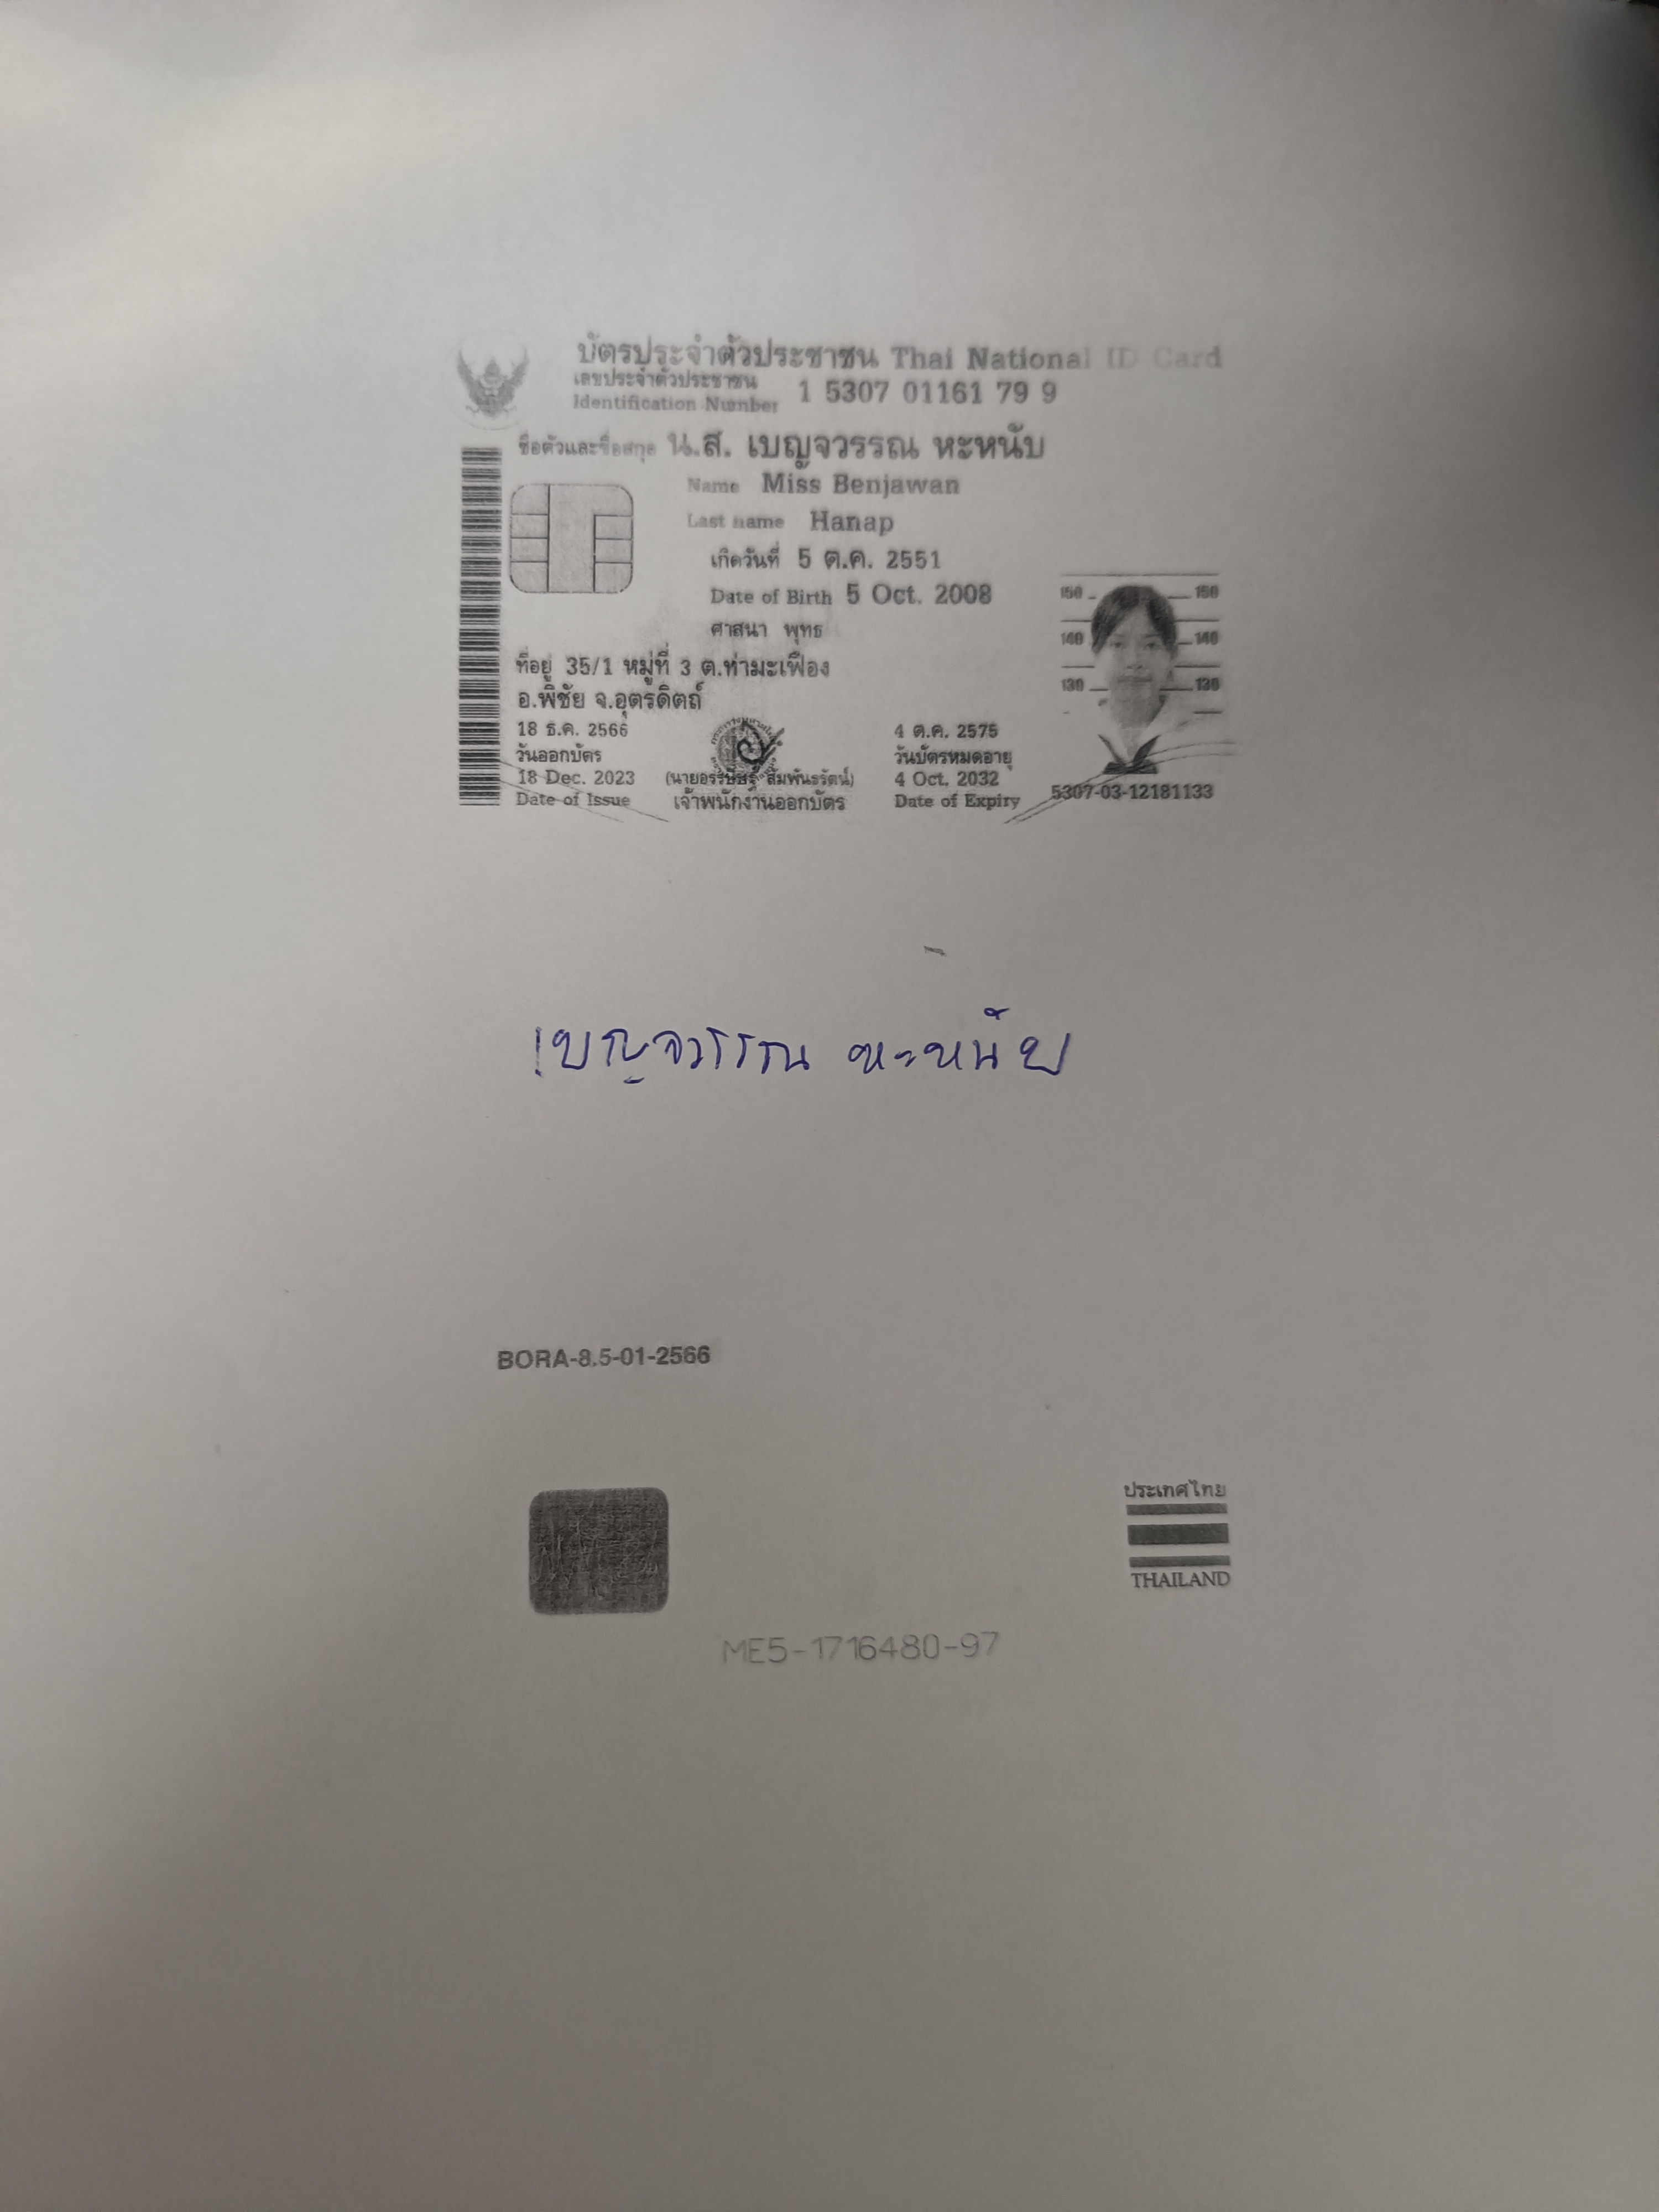 บัตรประจำตัวประชาชน Thai National ID Card
เลขประจำตัวประชาชน
Identification Number 1 5307 01161 79 9
ชื่อตัวและชื่อสกุล น.ส. เบญจวรรณ หะหนับ
Name Miss Benjawan
Last name Hanap
เกิดวันที่ 5 ต.ค. 2551
Date of Birth 5 Oct. 2008
ศาสนา พุทธ
ที่อยู่ 35/1 หมู่ที่ 3 ต.ท่ามะเฟือง
อ.พิชัย จ.อุตรดิตถ์
150 150
140 140
130 130
18 ธ.ค. 2566
วันออกบัตร
18 Dec. 2023
Date of Issue
สัมพันธรัตน์)
เจ้าพนักงานออกบัตร
4 ต.ค. 2575
วันบัตรหมดอายุ
4 Oct. 2032
Date of Expiry
5307-03-12181133
เบญจวรรณ หะหนับ
BORA-8.5-01-2566
ประเทศไทย
THAILAND
ME5-1716480-97